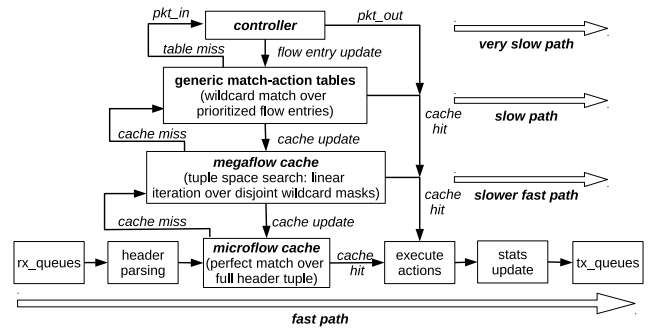 pkt_in
controller
pkt_out
very slow path
table miss
flow entry update
generic match-action tables
(wildcard match over
prioritized flow entries)
slow path
cache
hit
cache miss
cache update
megaflow cache
(tuple space search: linear
iteration over disjoint wildcard masks)
slower fast path
cache
hit
cache miss
cache update
rx_queues
header
parsing
microflow cache
(perfect match over
full header tuple)
cache
hit
execute
actions
stats
update
tx_queues
fast path